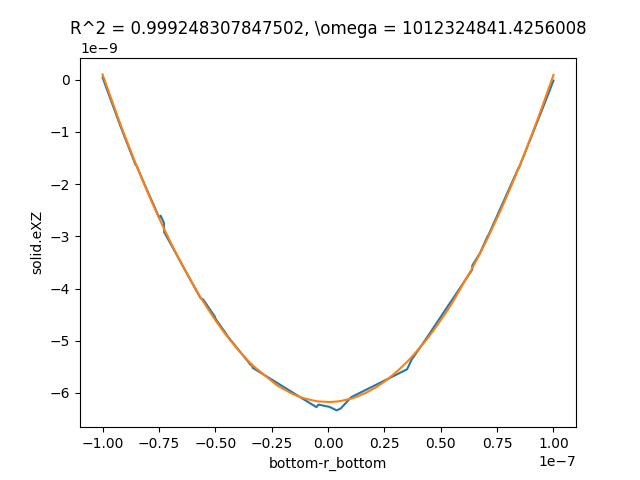 R^2 = 0.999248307847502, \omega = 1012324841.4256008
1e−9
0
−1
−2
−3
−4
−5
−6
solid.eXZ
−1.00 −0.75 −0.50 −0.25 0.00 0.25 0.50 0.75 1.00
bottom-r_bottom
1e−7